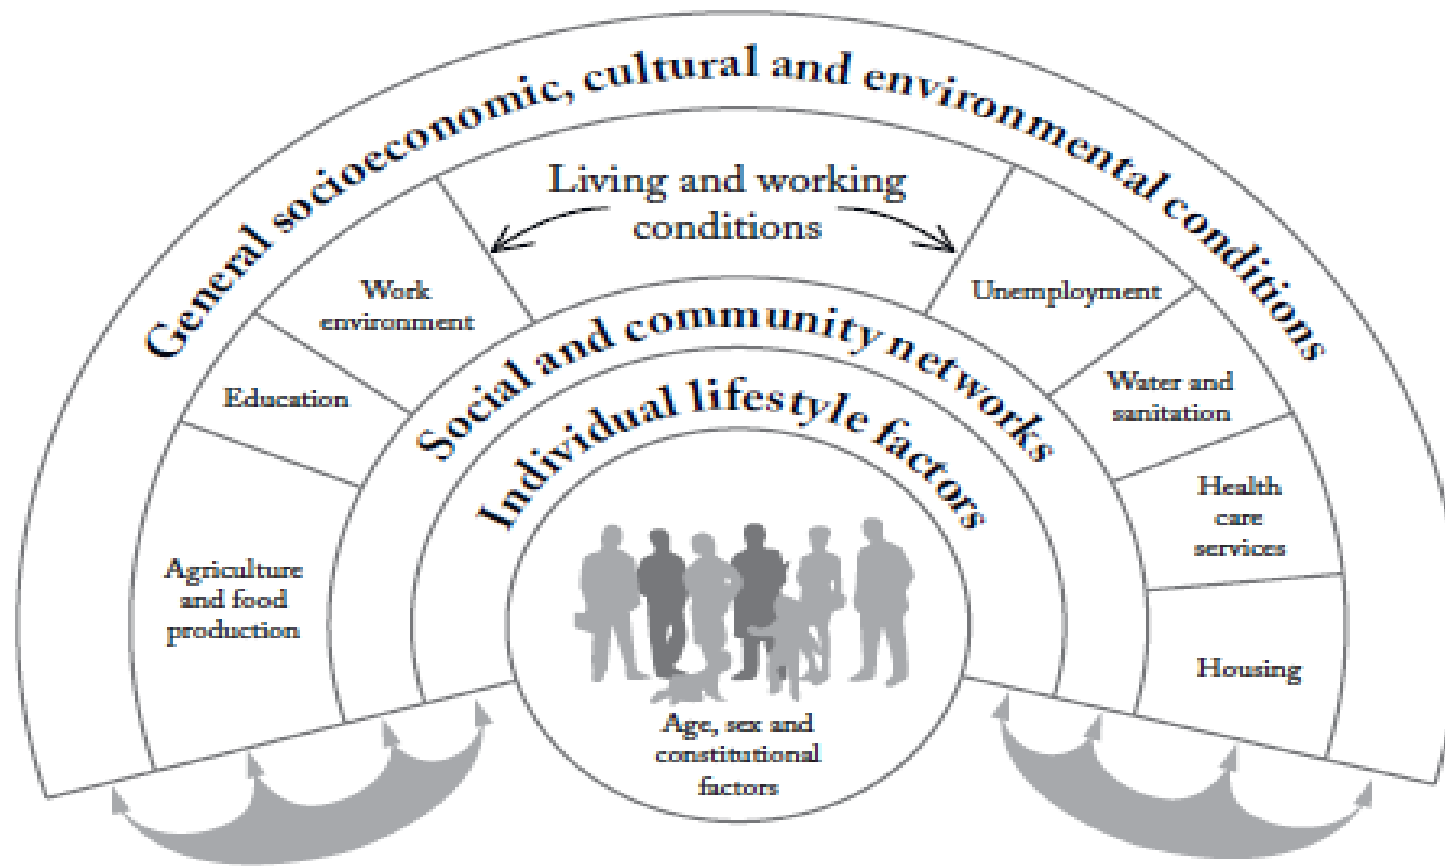 General socioeconomic, cultural and environmental conditions
Living and working
conditions
Work
environment
Unemployment
Education
Water and
sanitation
Agriculture
and food
production
Health
care
services
Housing
Social and community networks
Individual lifestyle factors
Age, sex and
constitutional
factors